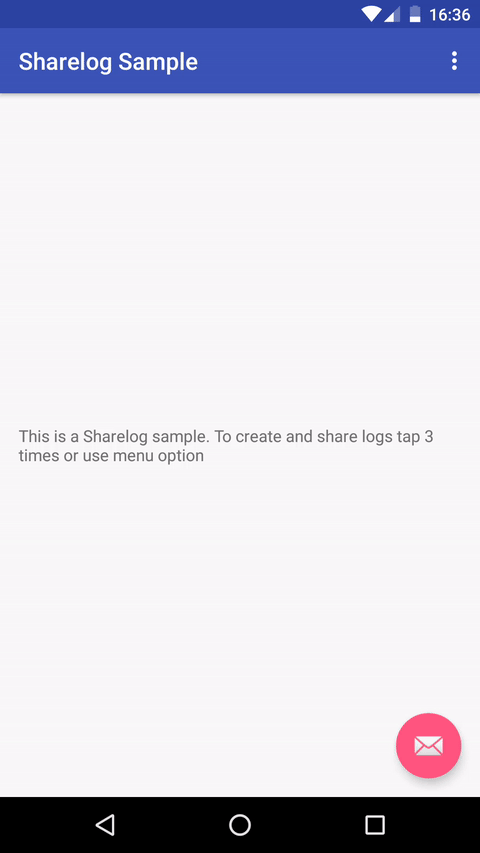 16:36
Sharelog Sample
This is a Sharelog sample. To create and share logs tap 3
times or use menu option